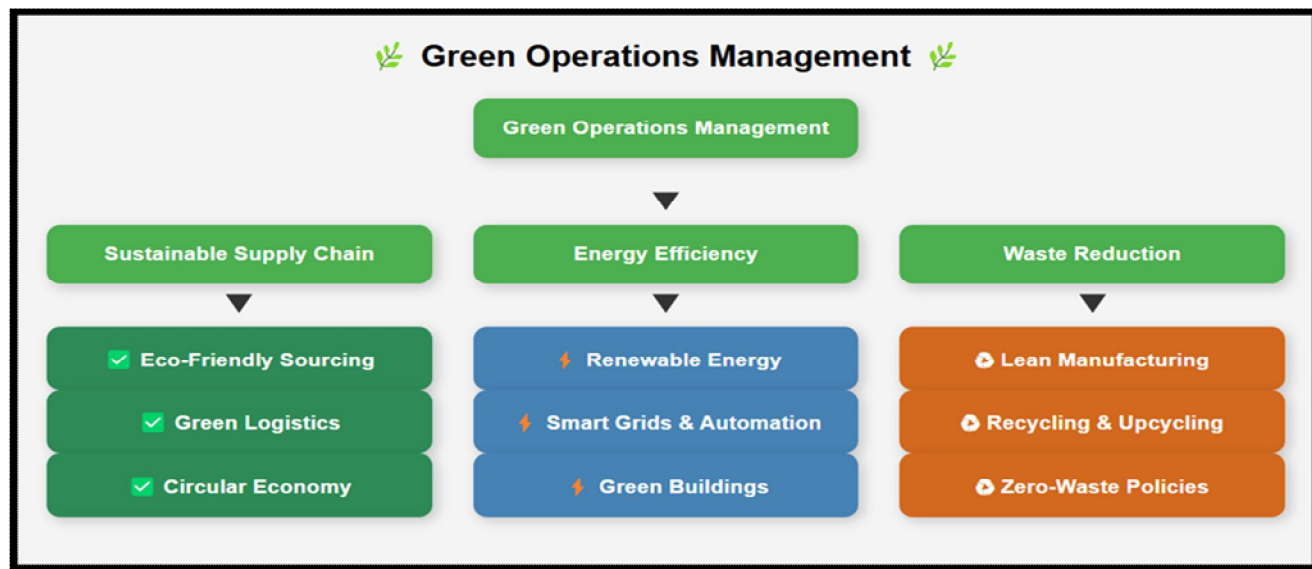 Green Operations Management
Green Operations Management
Sustainable Supply Chain
Energy Efficiency
Waste Reduction
Eco-Friendly Sourcing
Green Logistics
Circular Economy
Renewable Energy
Smart Grids & Automation
Green Buildings
Lean Manufacturing
Recycling & Upcycling
Zero-Waste Policies